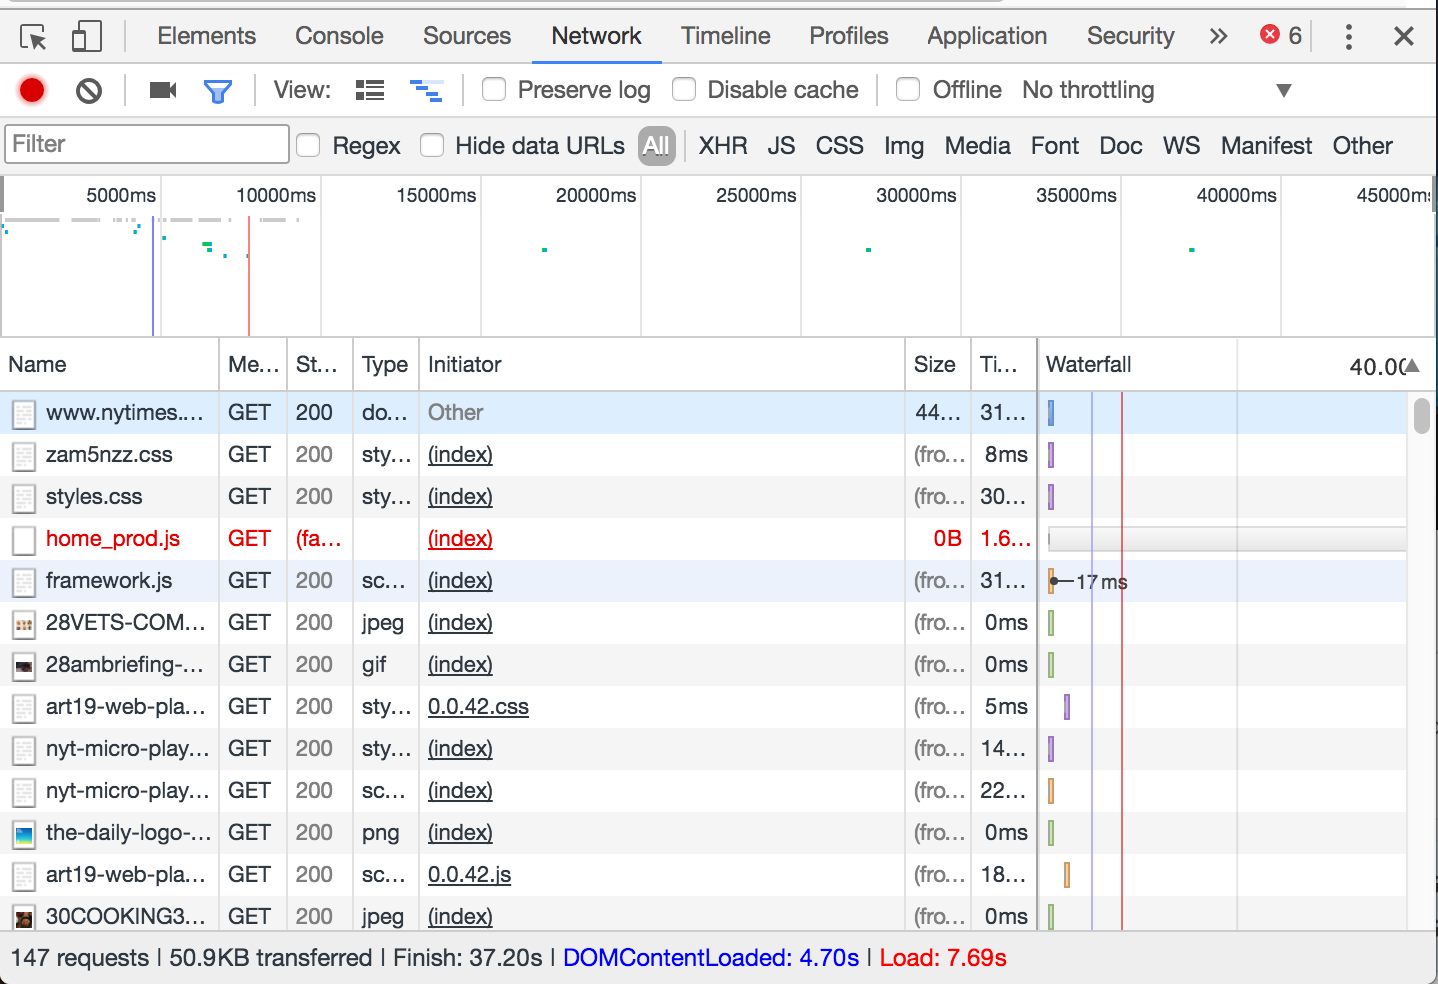 Elements Console Sources Network Timeline Profiles Application Security » 6
View: Preserve log Disable cache Offline No throttling
Filter Regex Hide data URLs All XHR JS CSS Img Media Font Doc WS Manifest Other
5000ms 10000ms 15000ms 20000ms 25000ms 30000ms 35000ms 40000ms 45000ms
Name Me... St... Type Initiator Size Ti... Waterfall 40.00
www.nytimes.... GET 200 do... Other 44... 31...
zam5nzz.css GET 200 sty... (index) (fro... 8ms
styles.css GET 200 sty... (index) (fro... 30...
home_prod.js GET (fa... (index) 0B 1.6...
framework.js GET 200 sc... (index) (fro... 31... 17 ms
28VETS-COM... GET 200 jpeg (index) (fro... 0ms
28ambriefing-... GET 200 gif (index) (fro... 0ms
art19-web-pla... GET 200 sty... 0.0.42.css (fro... 5ms
nyt-micro-play... GET 200 sty... (index) (fro... 14...
nyt-micro-play... GET 200 sc... (index) (fro... 22...
the-daily-logo-... GET 200 png (index) (fro... 0ms
art19-web-pla... GET 200 sc... 0.0.42.js (fro... 18...
30COOKING3... GET 200 jpeg (index) (fro... 0ms
147 requests | 50.9KB transferred | Finish: 37.20s | DOMContentLoaded: 4.70s | Load: 7.69s